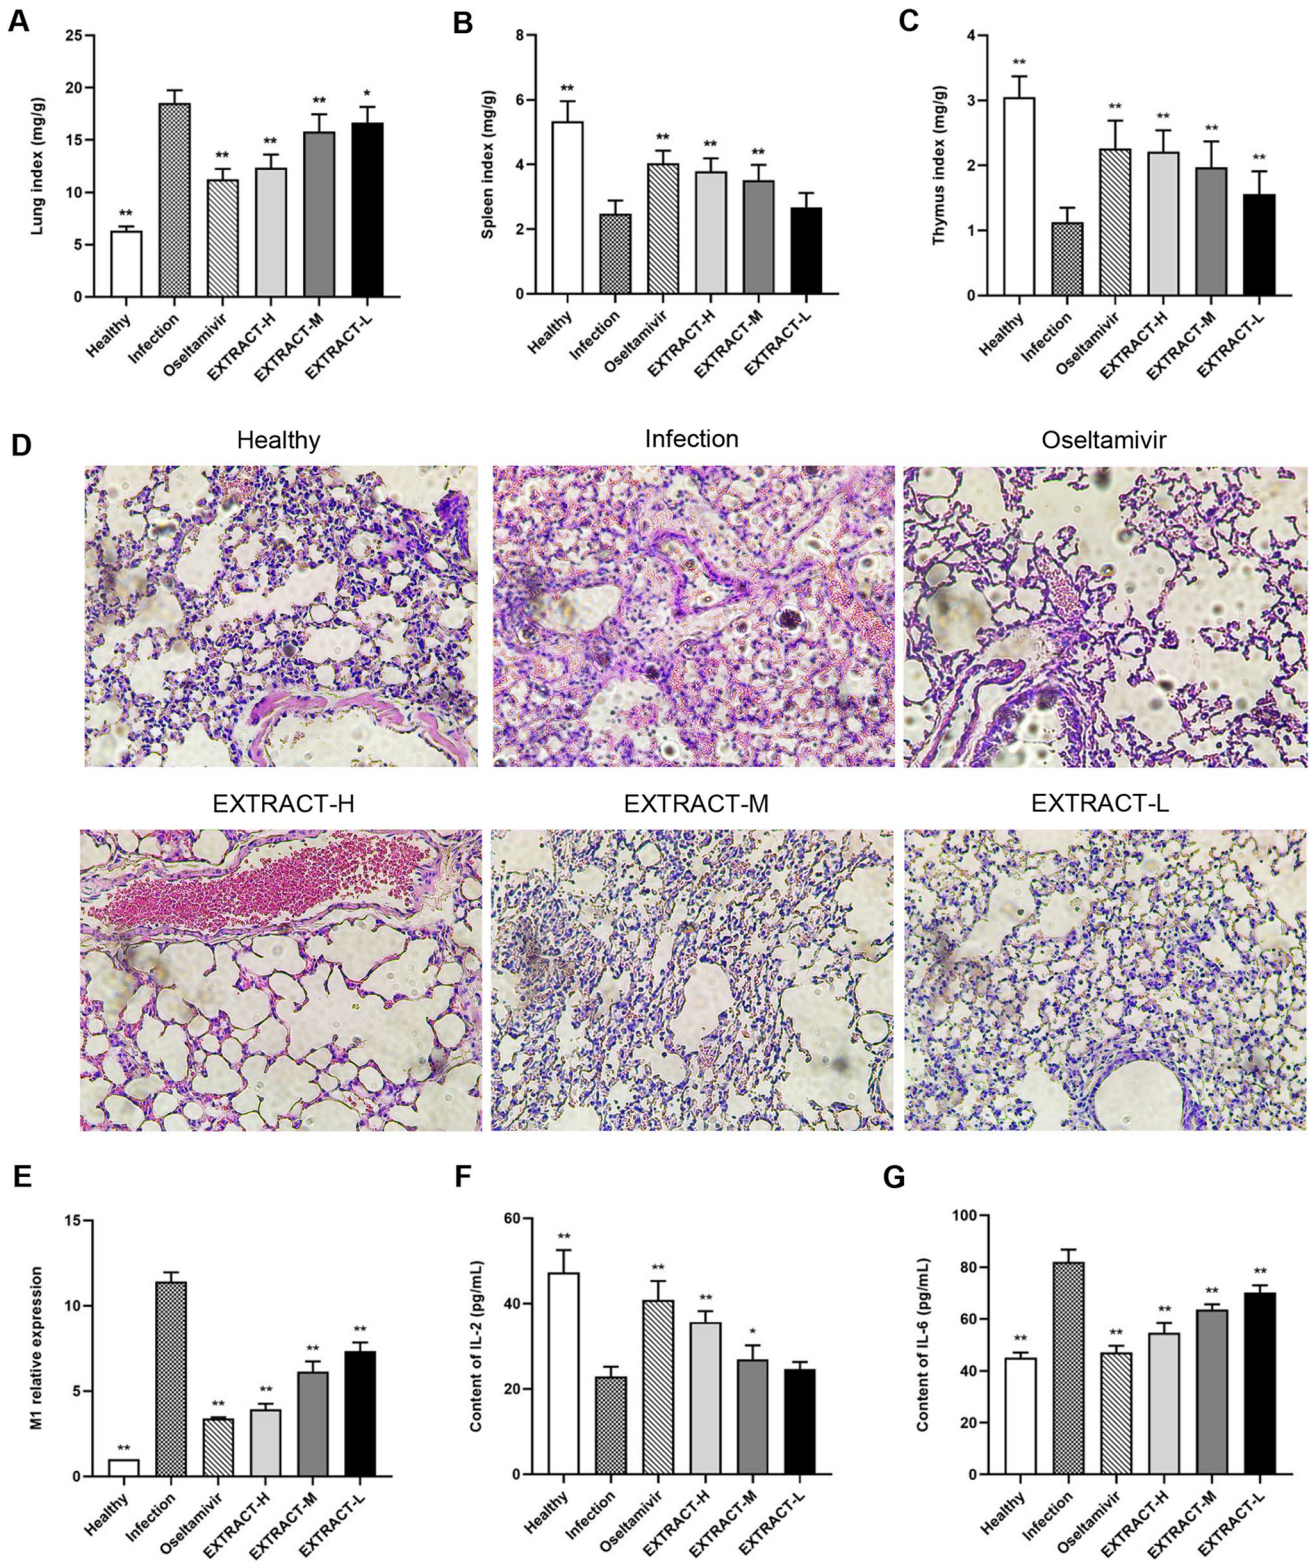 A
Lung index (mg/g)
25
20
15
10
5
0
**
**
**
**
*
Healthy
Infection
Oseltamivir
EXTRACT-H
EXTRACT-M
EXTRACT-L
B
Spleen index (mg/g)
8
6
4
2
0
**
**
**
**
Healthy
Infection
Oseltamivir
EXTRACT-H
EXTRACT-M
EXTRACT-L
C
Thymus index (mg/g)
4
3
2
1
0
**
**
**
**
**
Healthy
Infection
Oseltamivir
EXTRACT-H
EXTRACT-M
EXTRACT-L
D
Healthy
Infection
Oseltamivir
EXTRACT-H
EXTRACT-M
EXTRACT-L
E
M1 relative expression
15
10
5
0
**
**
**
**
**
Healthy
Infection
Oseltamivir
EXTRACT-H
EXTRACT-M
EXTRACT-L
F
Content of IL-2 (pg/mL)
60
40
20
0
**
**
**
*
Healthy
Infection
Oseltamivir
EXTRACT-H
EXTRACT-M
EXTRACT-L
G
Content of IL-6 (pg/mL)
100
80
60
40
20
0
**
**
**
**
**
Healthy
Infection
Oseltamivir
EXTRACT-H
EXTRACT-M
EXTRACT-L